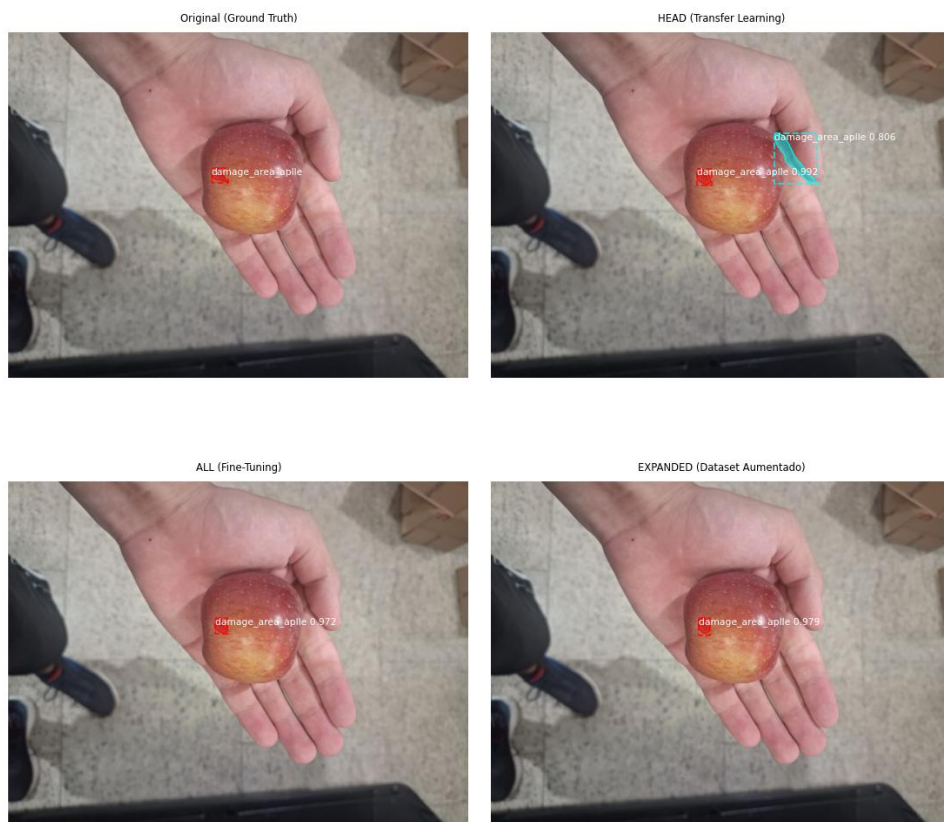 Original (Ground Truth)
HEAD (Transfer Learning)
damage_area_aplle
damage_area_aplle 0.806
damage_area_aplle 0.992
ALL (Fine-Tuning)
EXPANDED (Dataset Aumentado)
damage_area_aplle 0.972
damage_area_aplle 0.979